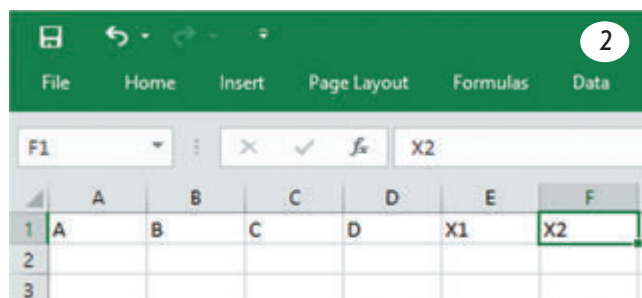 2
File Home Insert Page Layout Formulas Data
F1 fx X2
A B C D E F
1 A B C D X1 X2
2
3